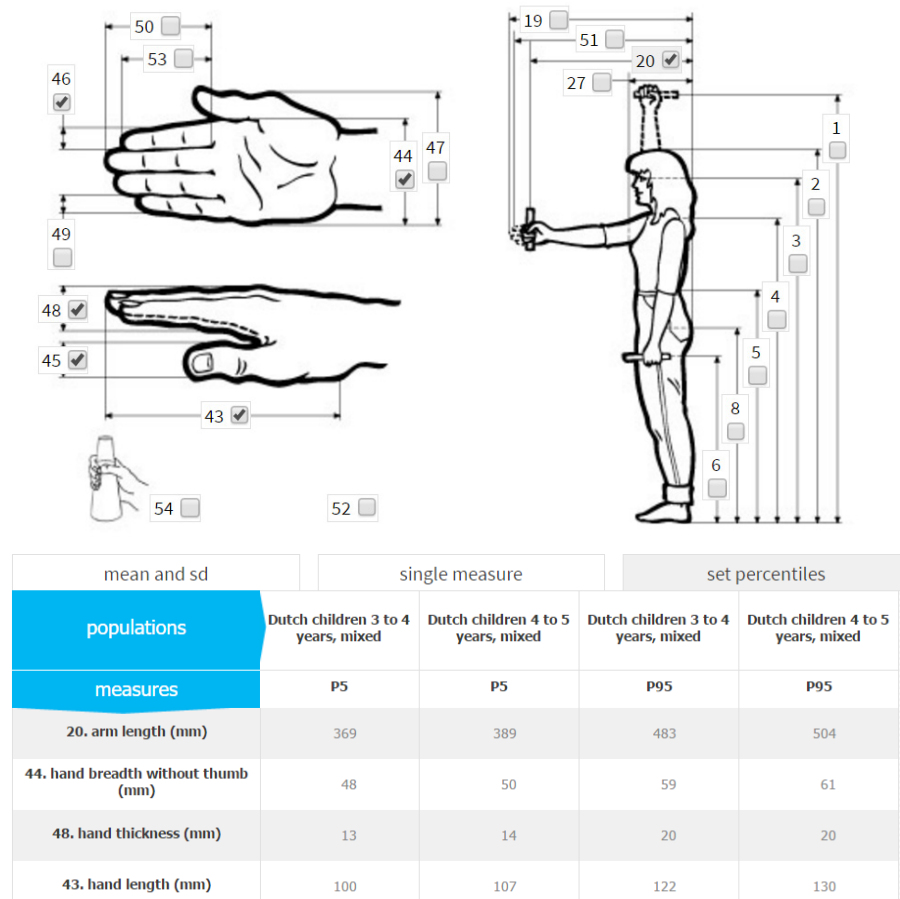 50
53
46
44
47
49
48
45
43
54
52
19
51
20
27
1
2
3
4
5
8
6
mean and sd
single measure
set percentiles
populations
Dutch children 3 to 4
years, mixed
Dutch children 4 to 5
years, mixed
Dutch children 3 to 4
years, mixed
Dutch children 4 to 5
years, mixed
measures
P5
P5
P95
P95
20. arm length (mm)
369
389
483
504
44. hand breadth without thumb
(mm)
48
50
59
61
48. hand thickness (mm)
13
14
20
20
43. hand length (mm)
100
107
122
130